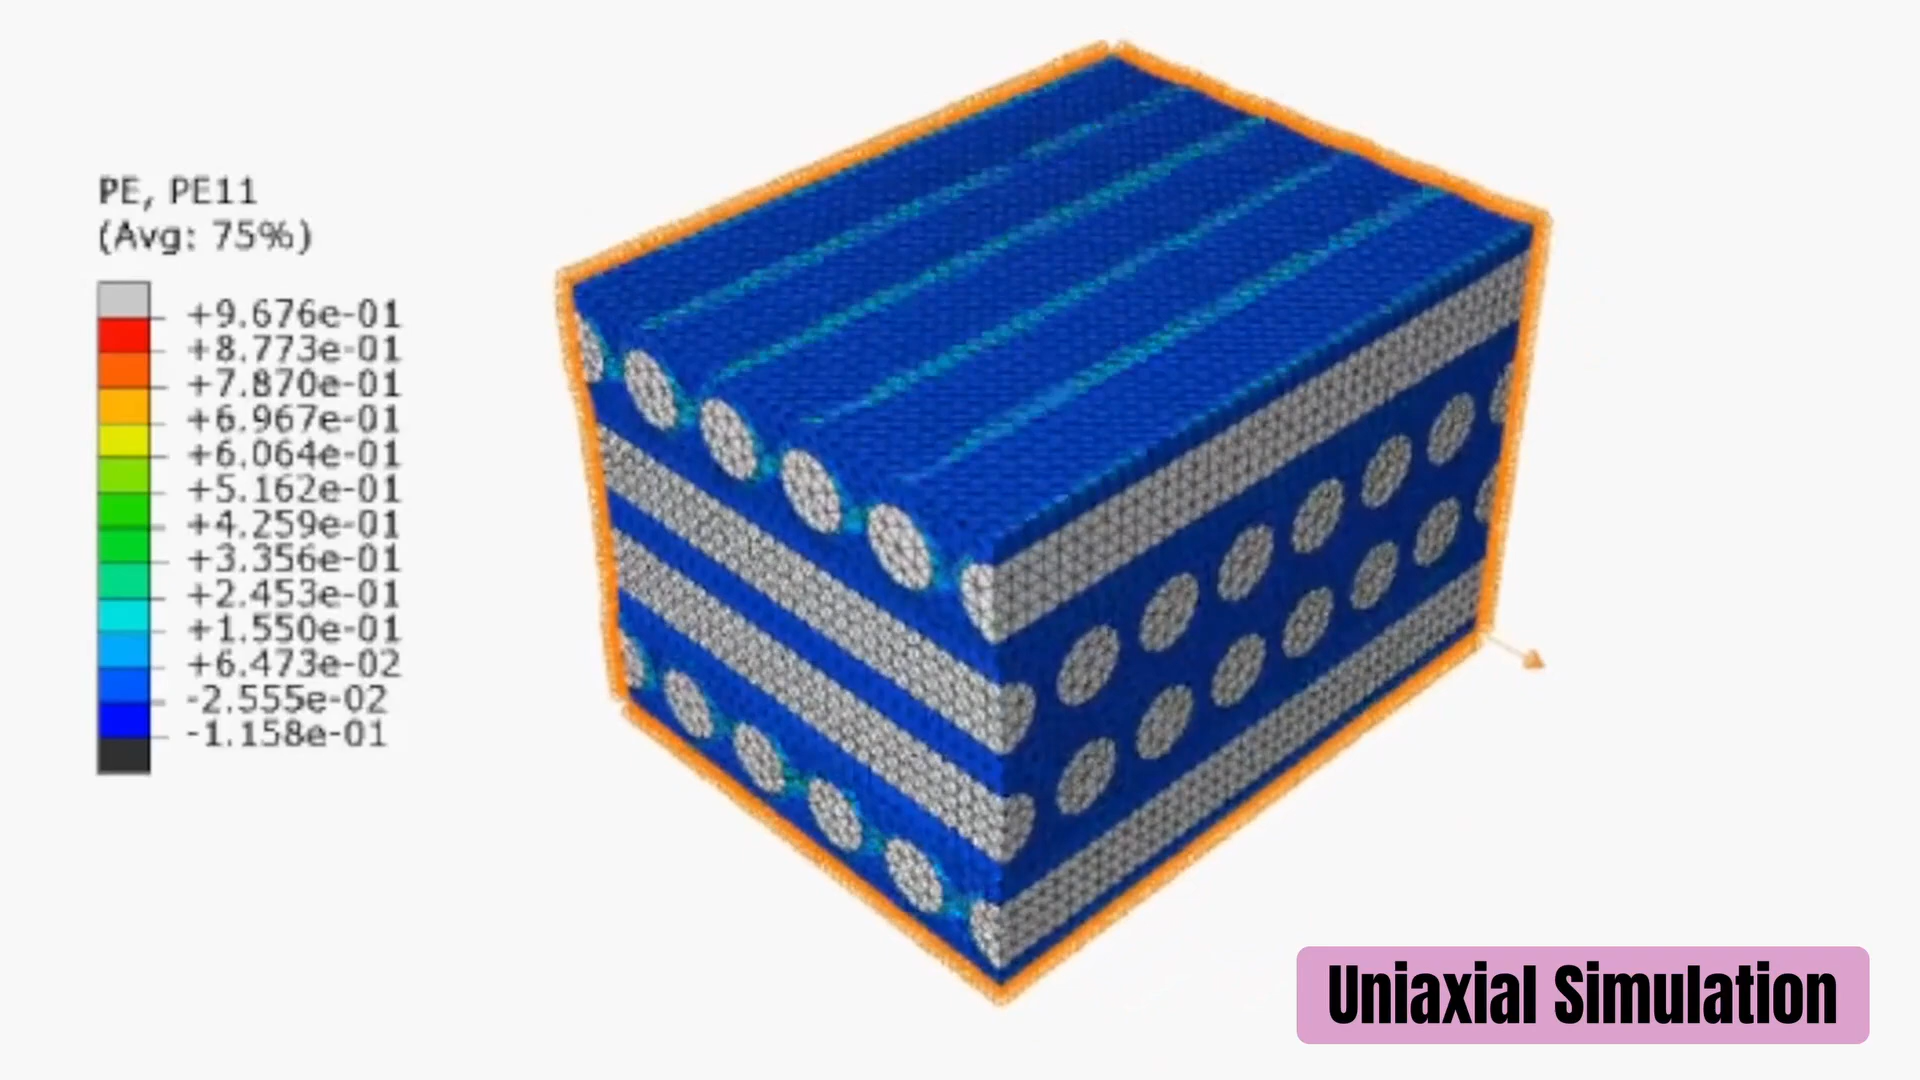 PE, PE11
(Avg: 75%)
+9.676e-01
+8.773e-01
+7.870e-01
+6.967e-01
+6.064e-01
+5.162e-01
+4.259e-01
+3.356e-01
+2.453e-01
+1.550e-01
+6.473e-02
-2.555e-02
-1.158e-01
Uniaxial Simulation